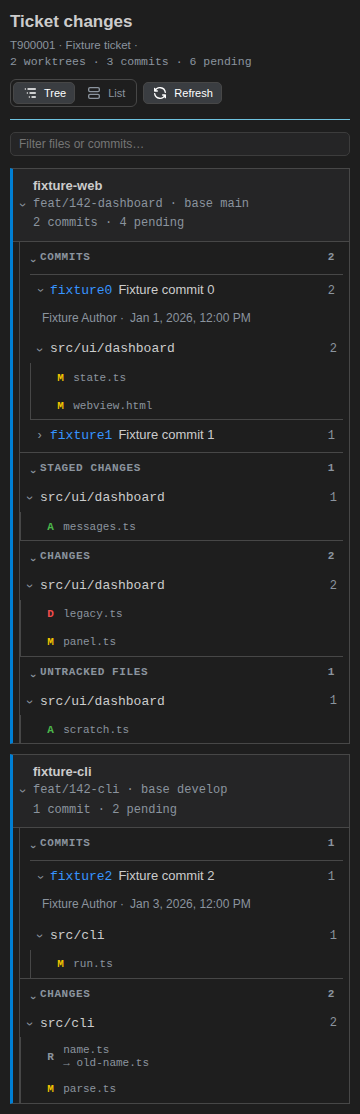 Ticket changes
T900001 · Fixture ticket ·
2 worktrees · 3 commits · 6 pending
Tree List Refresh
Filter files or commits…
fixture-web
feat/142-dashboard · base main
2 commits · 4 pending
COMMITS 2
fixture0 Fixture commit 0 2
Fixture Author · Jan 1, 2026, 12:00 PM
src/ui/dashboard 2
M state.ts
M webview.html
fixture1 Fixture commit 1 1
STAGED CHANGES 1
src/ui/dashboard 1
A messages.ts
CHANGES 2
src/ui/dashboard 2
D legacy.ts
M panel.ts
UNTRACKED FILES 1
src/ui/dashboard 1
A scratch.ts
fixture-cli
feat/142-cli · base develop
1 commit · 2 pending
COMMITS 1
fixture2 Fixture commit 2 1
Fixture Author · Jan 3, 2026, 12:00 PM
src/cli 1
M run.ts
CHANGES 2
src/cli 2
R name.ts
→ old-name.ts
M parse.ts